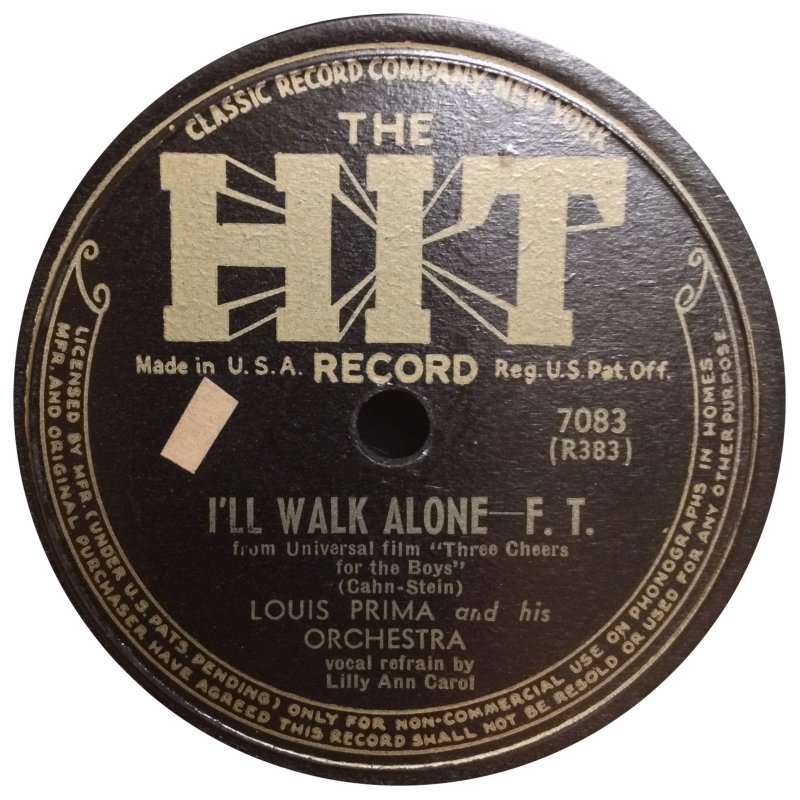 CLASSIC RECORD COMPANY, NEW YORK
THE
HIT
Made in U.S.A. RECORD Reg. U.S. Pat. Off.
7083
(R383)
I'LL WALK ALONE—F. T.
from Universal film "Three Cheers
for the Boys"
(Cahn-Stein)
LOUIS PRIMA and his
ORCHESTRA
vocal refrain by
Lilly Ann Carol
LICENSED BY MFR. (UNDER U.S. PATS. PENDING) ONLY FOR NON-COMMERCIAL USE ON PHONOGRAPHS IN HOMES.
MFR. AND ORIGINAL PURCHASER HAVE AGREED THIS RECORD SHALL NOT BE RESOLD OR USED FOR ANY OTHER PURPOSE.